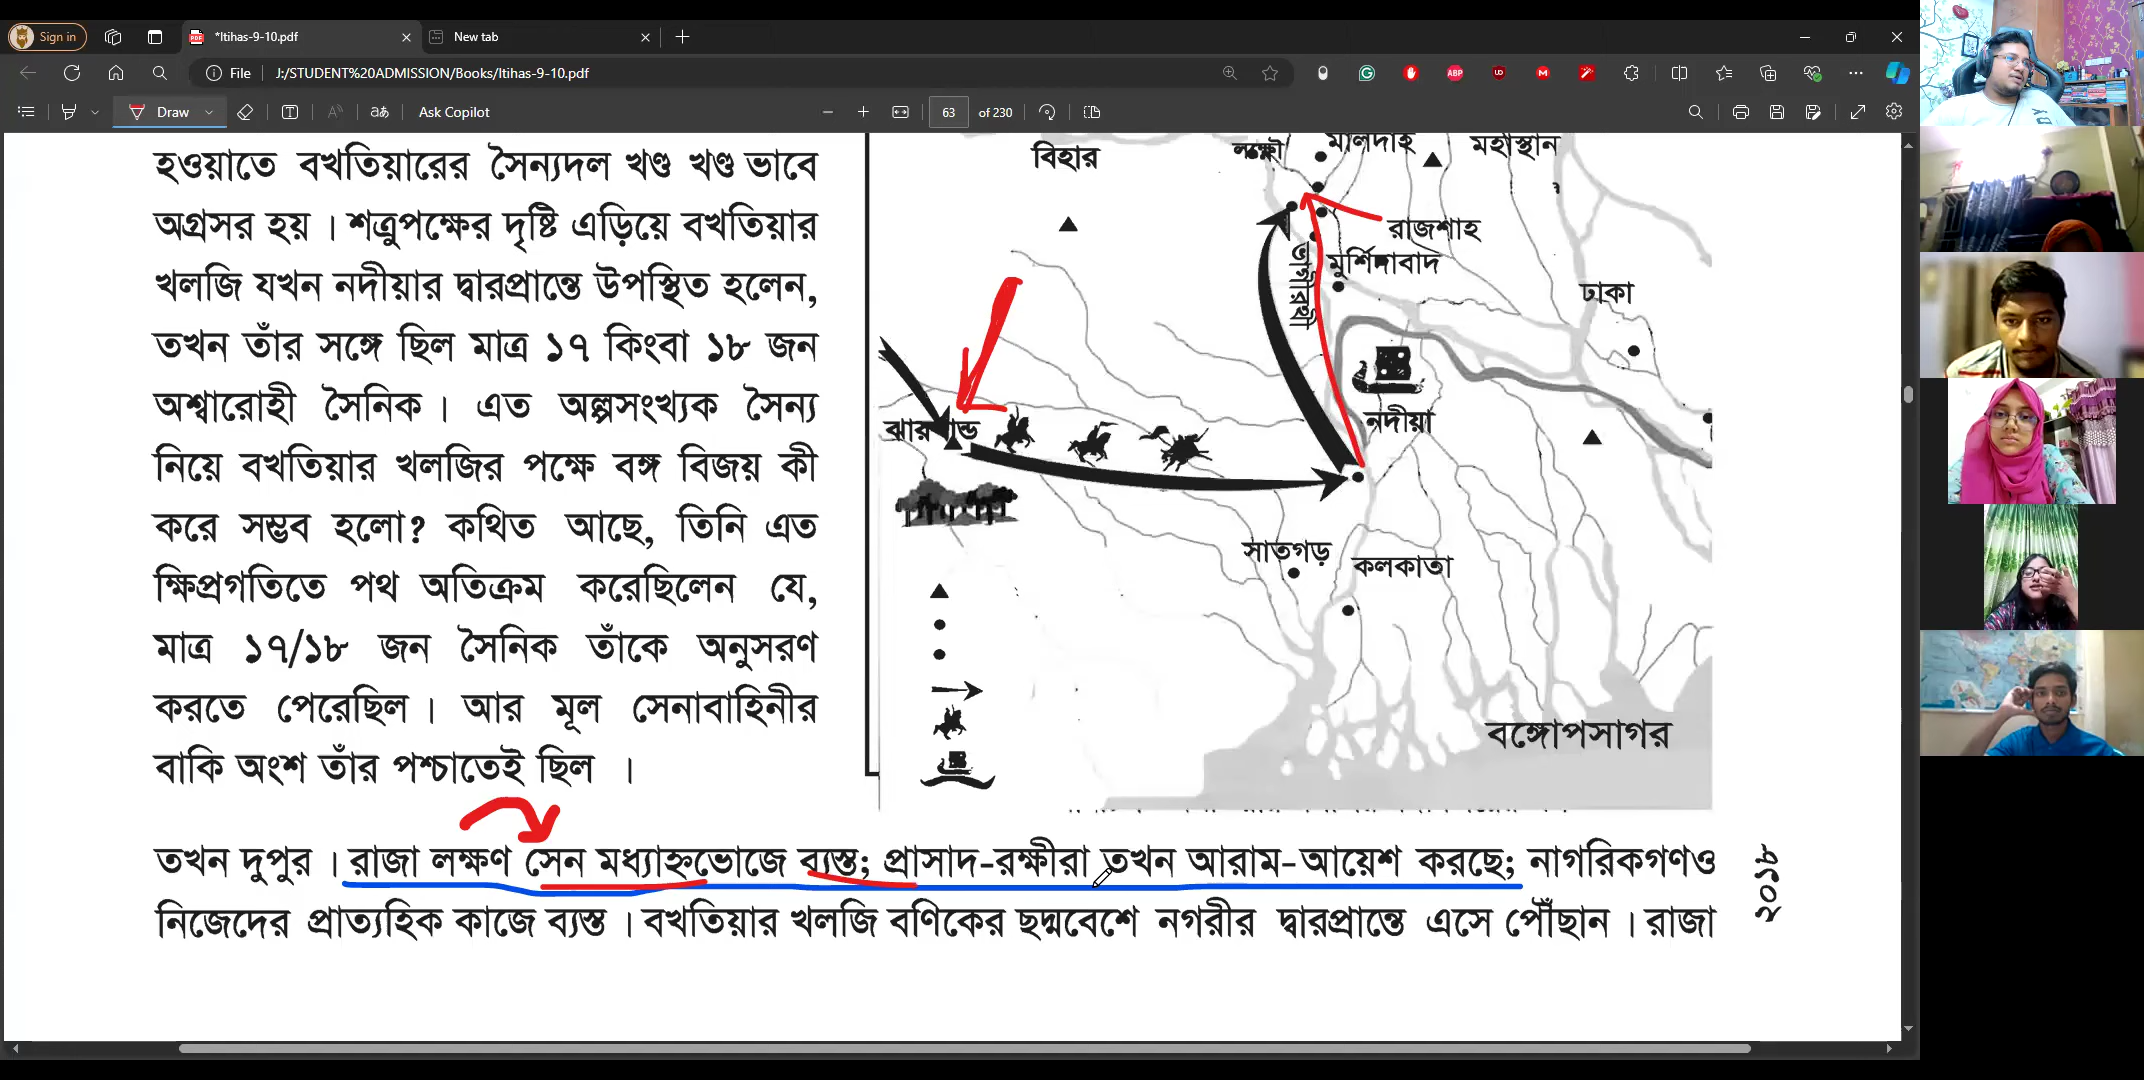 Sign in
*Itihas-9-10.pdf
New tab
File
J:/STUDENT%20ADMISSION/Books/Itihas-9-10.pdf
Draw
Ask Copilot
63 of 230
হওয়াতে বখতিয়ারের সৈন্যদল খণ্ড খণ্ড ভাবে
অগ্রসর হয়। শত্রুপক্ষের দৃষ্টি এড়িয়ে বখতিয়ার
খলজি যখন নদীয়ার দ্বারপ্রান্তে উপস্থিত হলেন,
তখন তাঁর সঙ্গে ছিল মাত্র ১৭ কিংবা ১৮ জন
অশ্বারোহী সৈনিক। এত অল্পসংখ্যক সৈন্য
নিয়ে বখতিয়ার খলজির পক্ষে বঙ্গ বিজয় কী
করে সম্ভব হলো? কথিত আছে, তিনি এত
ক্ষিপ্রগতিতে পথ অতিক্রম করেছিলেন যে,
মাত্র ১৭/১৮ জন সৈনিক তাঁকে অনুসরণ
করতে পেরেছিল। আর মূল সেনাবাহিনীর
বাকি অংশ তাঁর পশ্চাতেই ছিল ।
বিহার
মালদাহ
মহাস্থান
রাজশাহ
মুর্শিদাবাদ
ঢাকা
নদীয়া
সাতগড়
কলকাতা
বঙ্গোপসাগর
তখন দুপুর। রাজা লক্ষণ সেন মধ্যাহ্নভোজে ব্যস্ত; প্রাসাদ-রক্ষীরা তখন আরাম-আয়েশ করছে; নাগরিকগণও
নিজেদের প্রাত্যহিক কাজে ব্যস্ত। বখতিয়ার খলজি বণিকের ছদ্মবেশে নগরীর দ্বারপ্রান্তে এসে পৌঁছান। রাজা
২০১৮